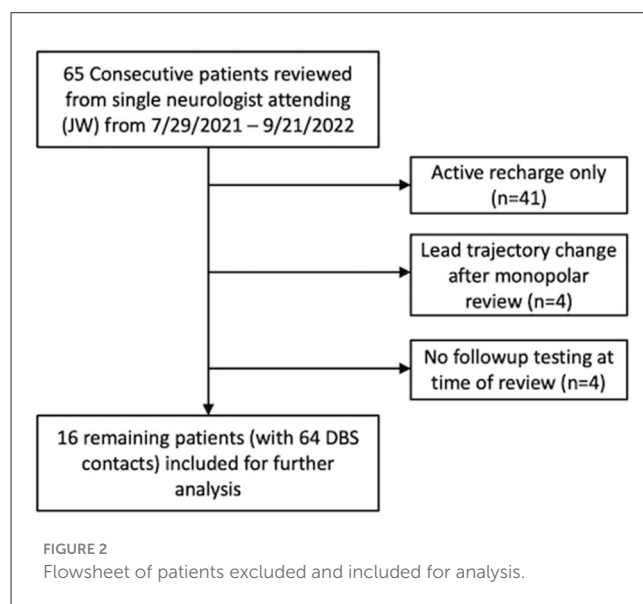 65 Consecutive patients reviewed
from single neurologist attending
(JW) from 7/29/2021 – 9/21/2022
Active recharge only
(n=41)
Lead trajectory change
after monopolar
review (n=4)
No followup testing at
time of review (n=4)
16 remaining patients (with 64 DBS
contacts) included for further
analysis
FIGURE 2
Flowsheet of patients excluded and included for analysis.